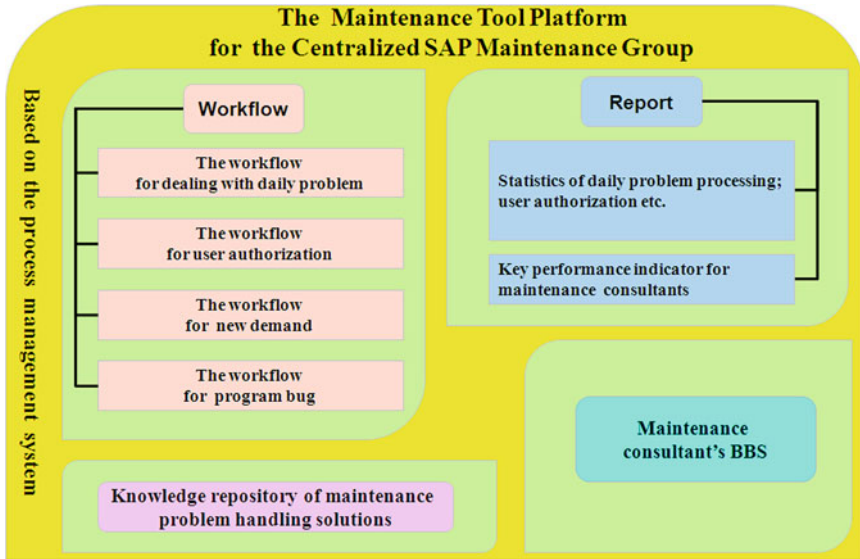 The Maintenance Tool Platform
for the Centralized SAP Maintenance Group
Based on the process management system
Workflow
The workflow
for dealing with daily problem
The workflow
for user authorization
The workflow
for new demand
The workflow
for program bug
Report
Statistics of daily problem processing;
user authorization etc.
Key performance indicator for
maintenance consultants
Maintenance
consultant's BBS
Knowledge repository of maintenance
problem handling solutions